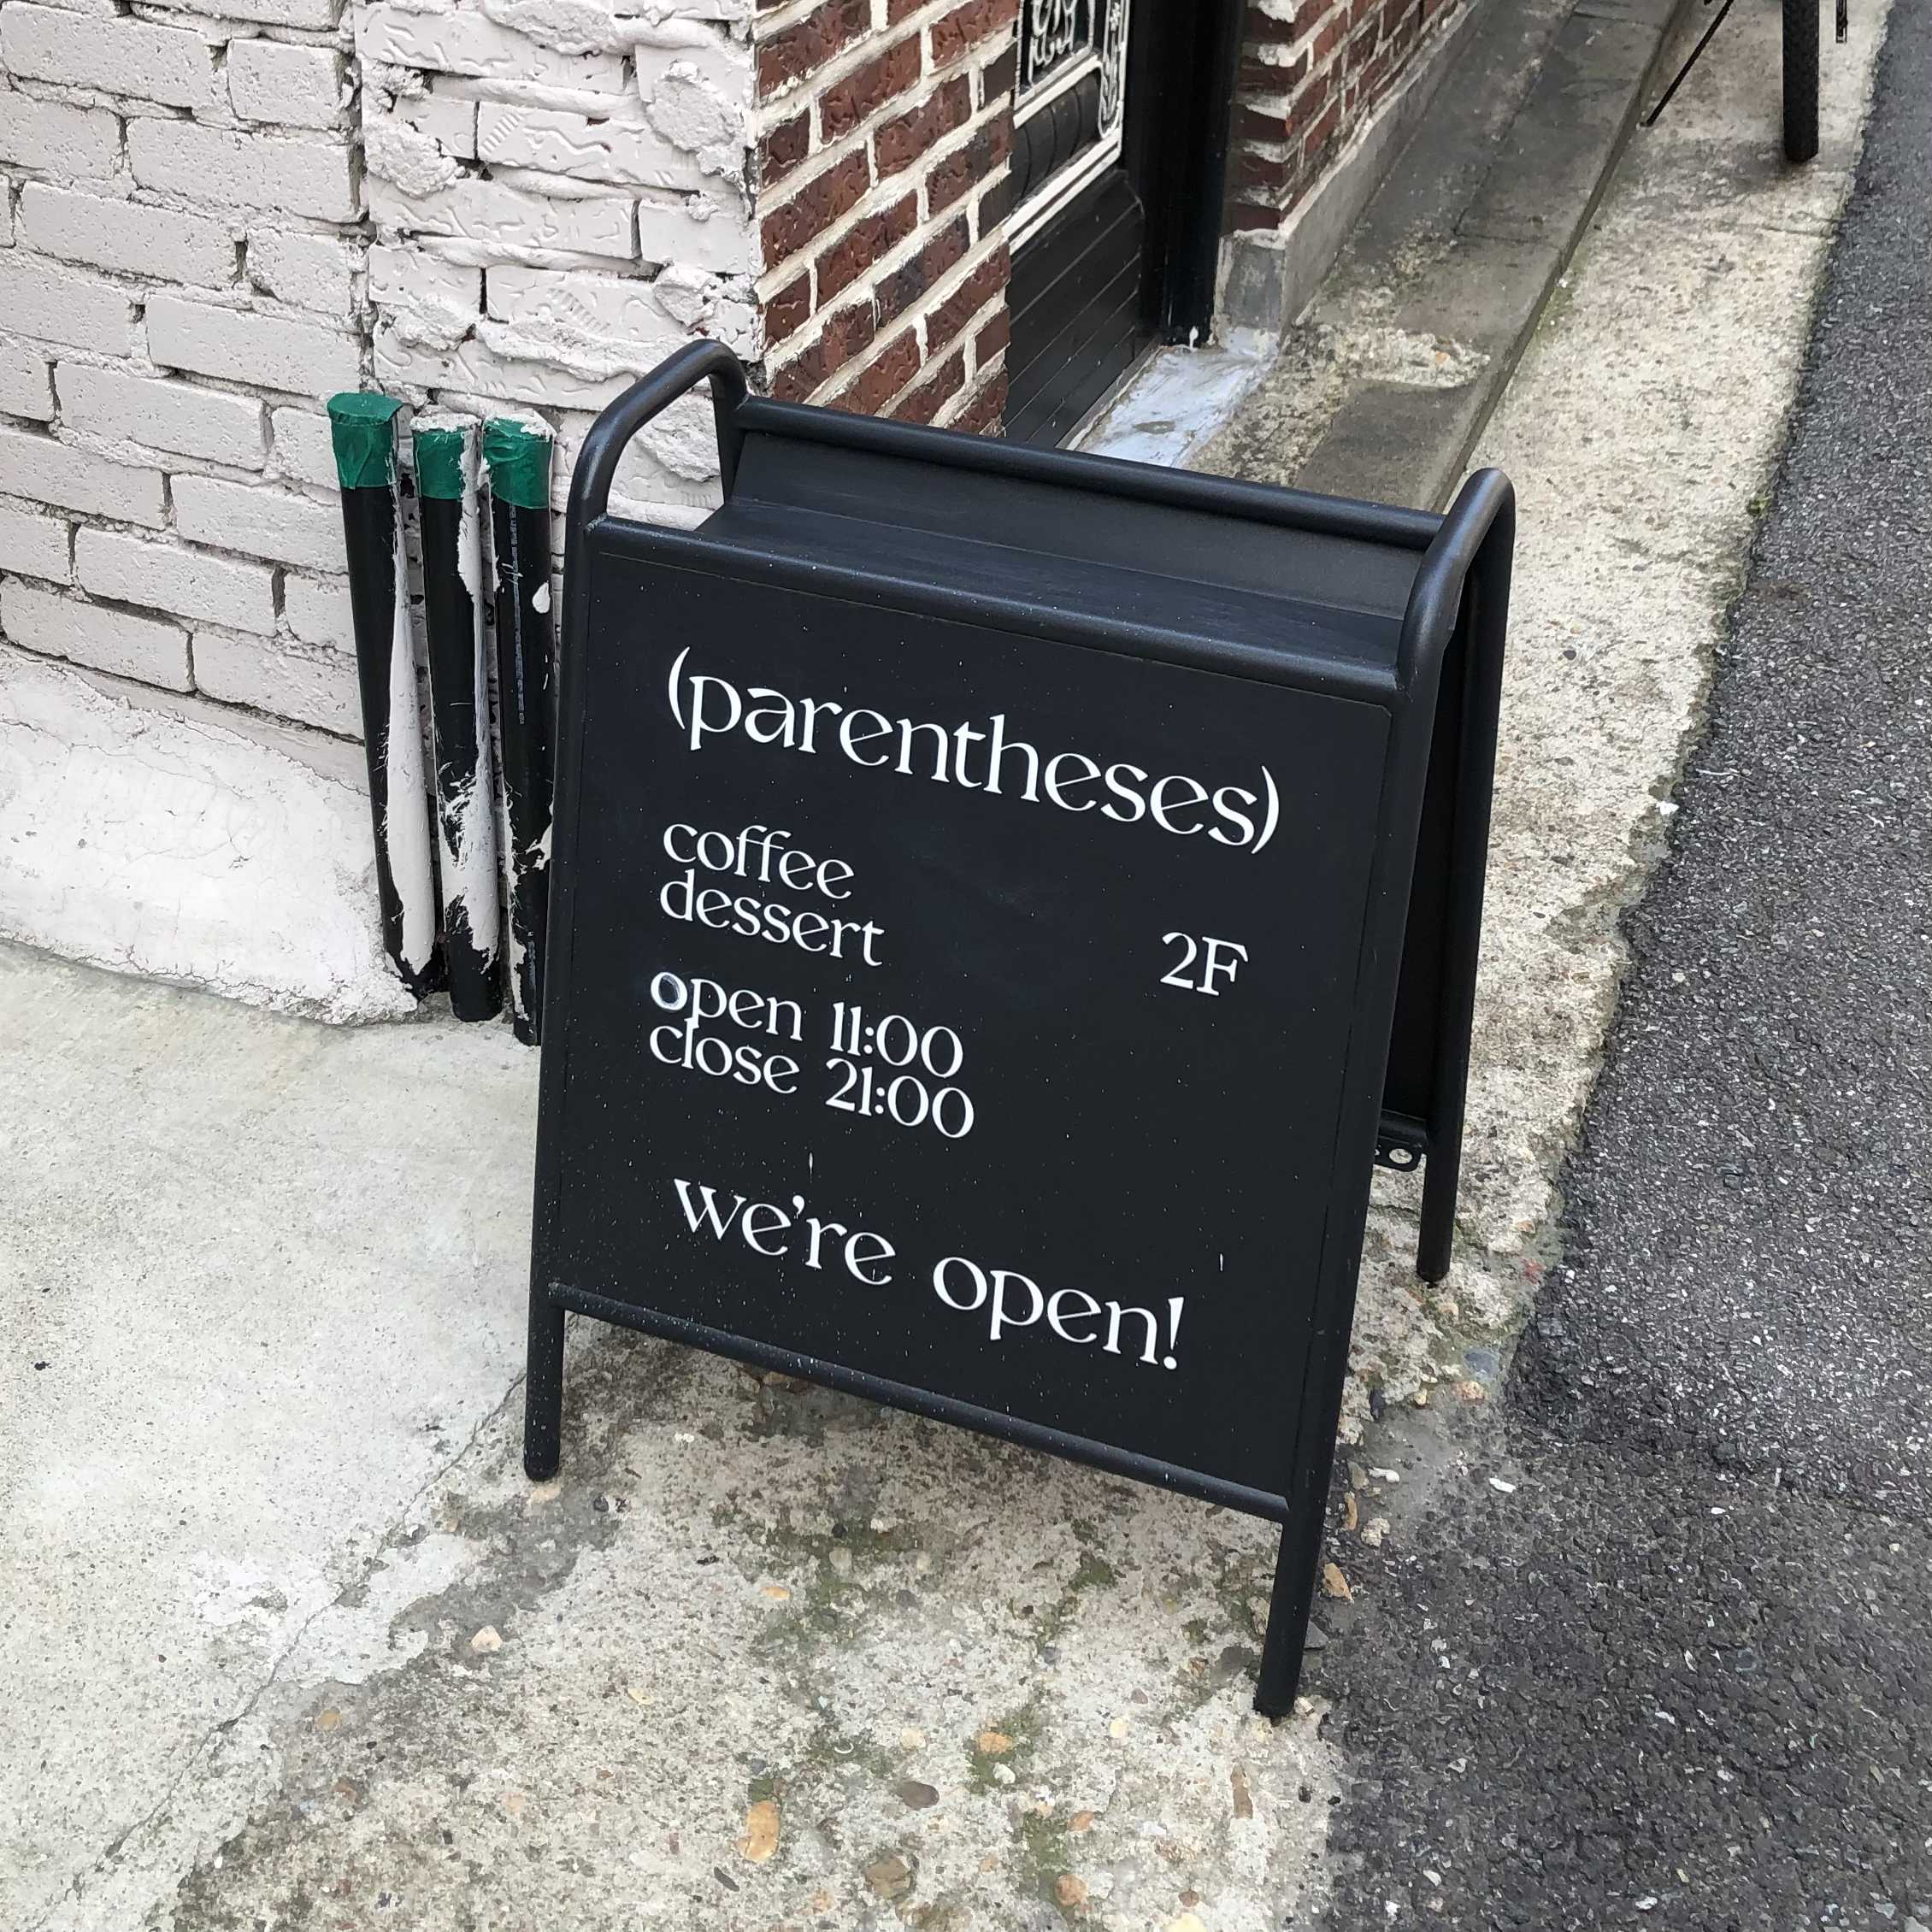 (parentheses)
coffee
dessert
2F
open 11:00
close 21:00
we're open!